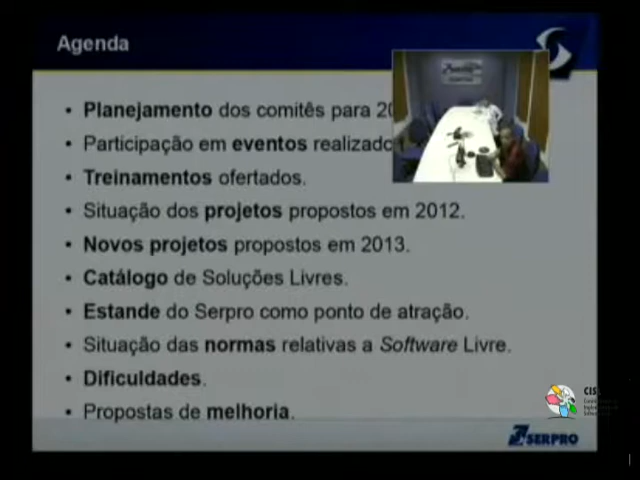 Agenda
• Planejamento dos comitês para 20
• Participação em eventos realizado
• Treinamentos ofertados.
• Situação dos projetos propostos em 2012.
• Novos projetos propostos em 2013.
• Catálogo de Soluções Livres.
• Estande do Serpro como ponto de atração.
• Situação das normas relativas a Software Livre.
• Dificuldades.
• Propostas de melhoria.
CIS
SERPRO